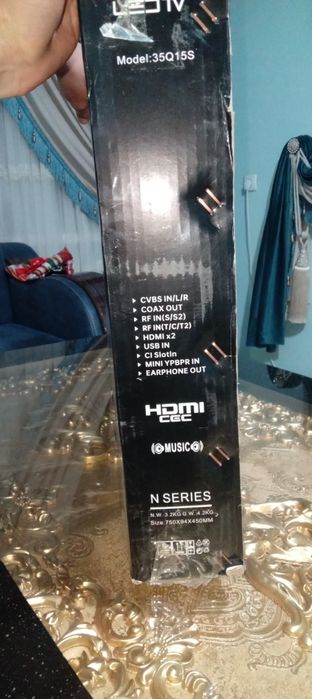 LED TV
Model:35Q15S
CVBS IN/L/R
COAX OUT
RF IN(S/S2)
RF IN(T/C/T2)
HDMI x2
USB IN
CI SlotIn
MINI YPBPR IN
EARPHONE OUT
HDMI
CEC
MUSIC
N SERIES
N.W.:3.2KG G.W.:4.2KG
Size:750X94X450MM